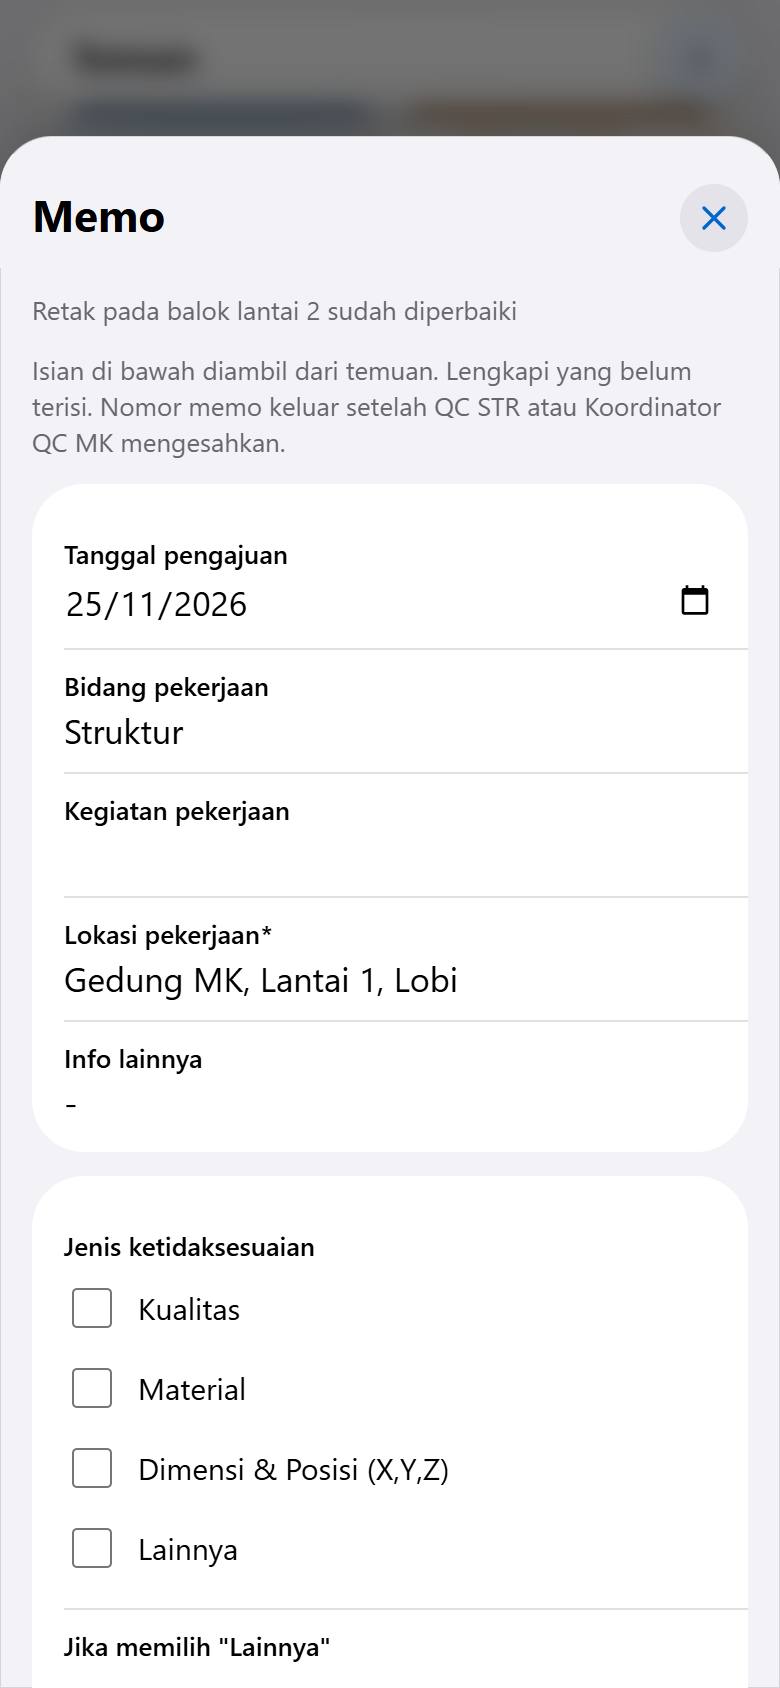 Memo
Retak pada balok lantai 2 sudah diperbaiki
Isian di bawah diambil dari temuan. Lengkapi yang belum
terisi. Nomor memo keluar setelah QC STR atau Koordinator
QC MK mengesahkan.
Tanggal pengajuan
25/11/2026
Bidang pekerjaan
Struktur
Kegiatan pekerjaan
Lokasi pekerjaan*
Gedung MK, Lantai 1, Lobi
Info lainnya
-
Jenis ketidaksesuaian
Kualitas
Material
Dimensi & Posisi (X,Y,Z)
Lainnya
Jika memilih "Lainnya"